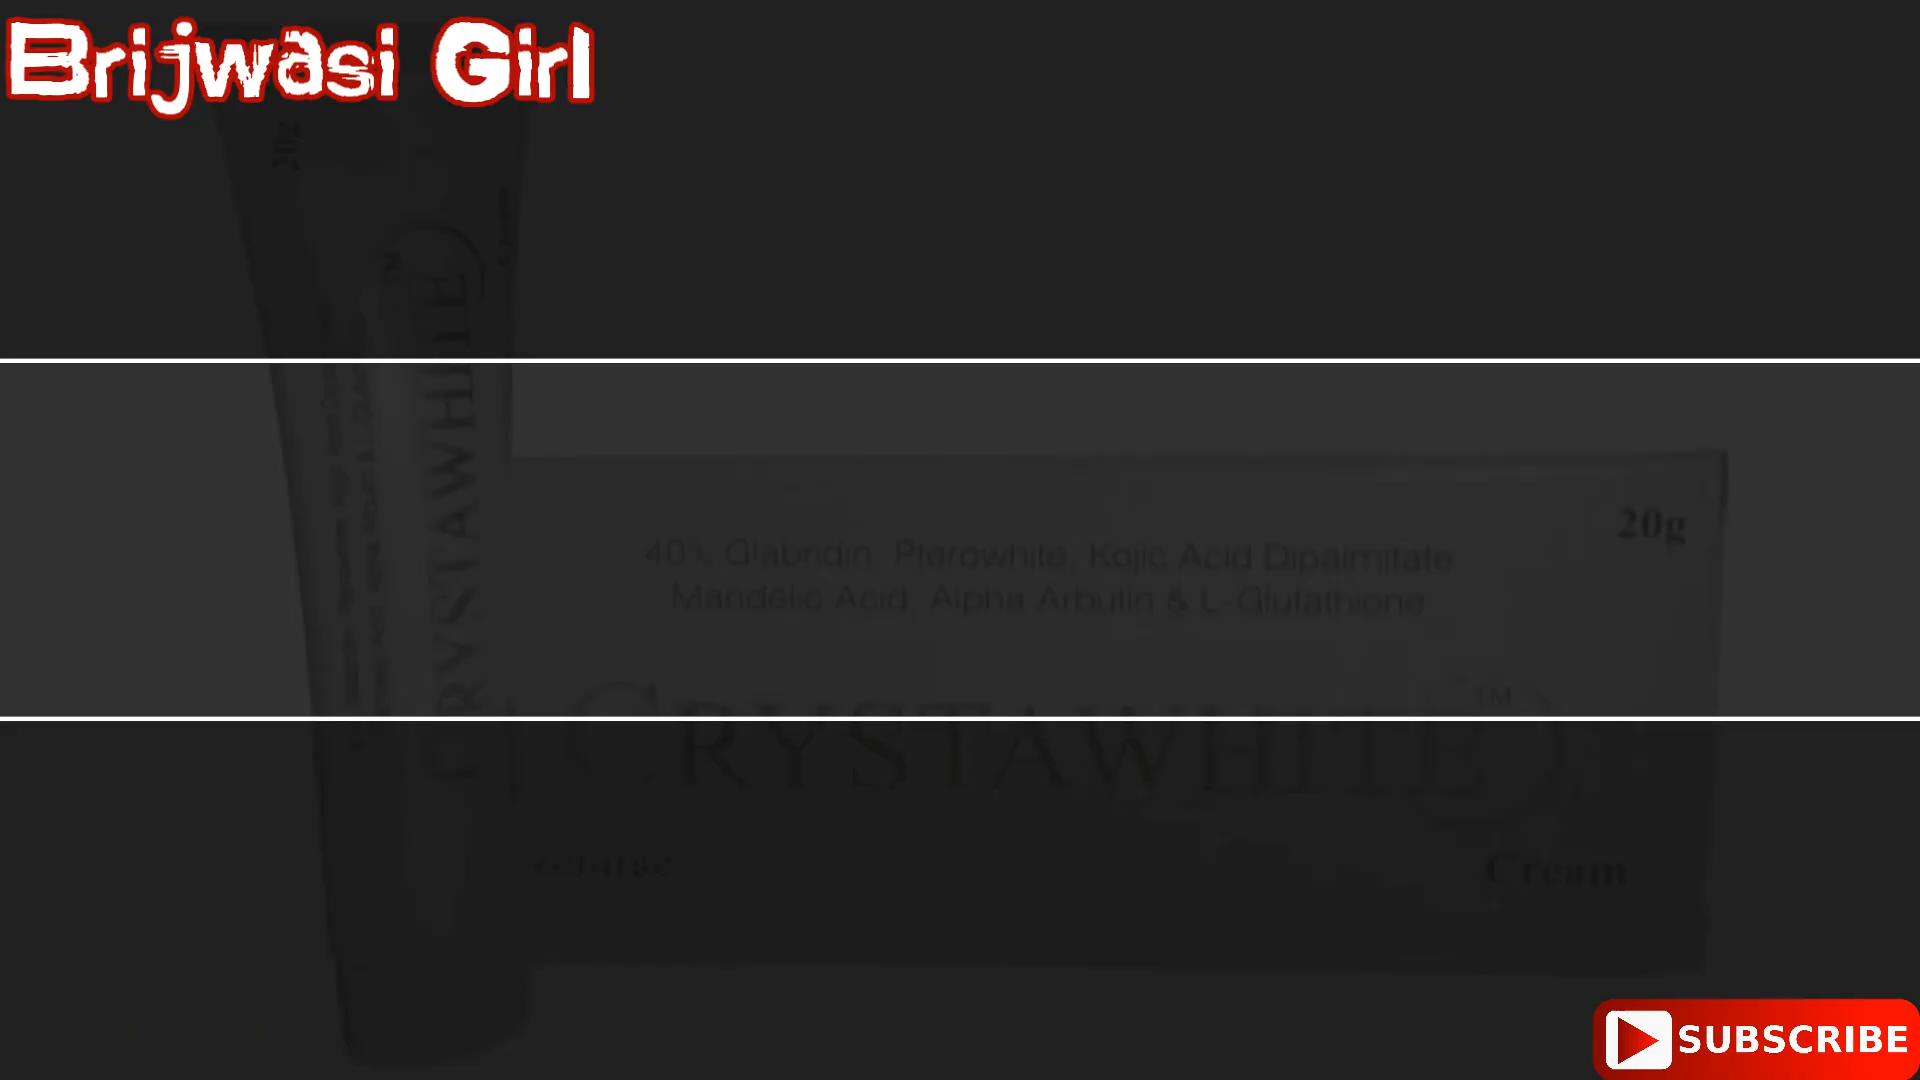 Brijwasi Girl
20g
CRYSTAWHITE
TM
20g
40% Glabridin, Pterowhite, Kojic Acid Dipalmitate
Mandelic Acid, Alpha Arbutin & L-Glutathione
CRYSTAWHITE
TM
Cream
SUBSCRIBE